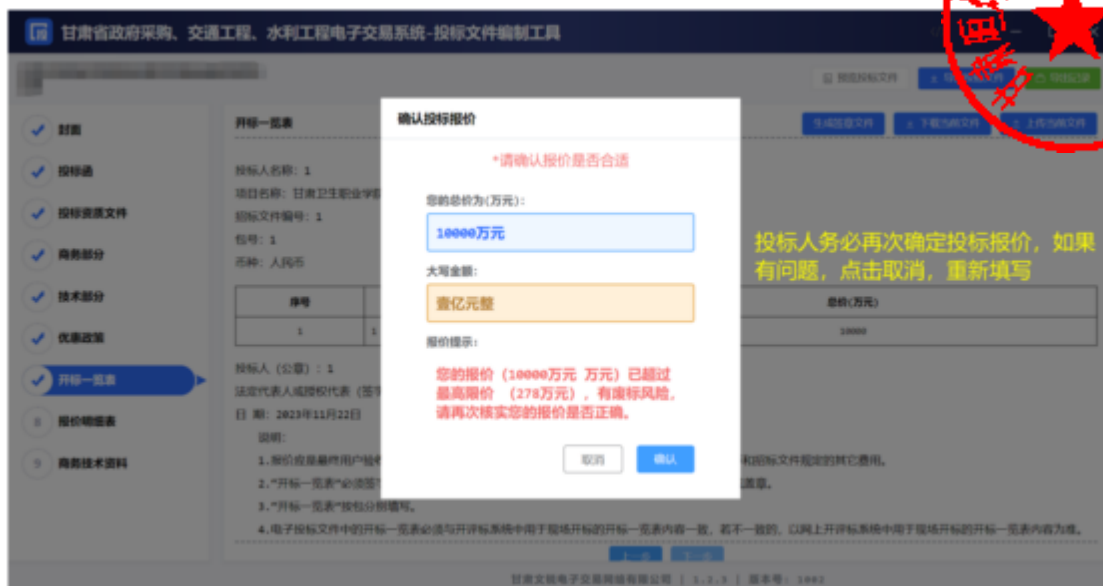 甘肃省政府采购、交通工程、水利工程电子交易系统-投标文件编制工具
预览投标文件
导出记录
封面
投标函
投标资质文件
商务部分
技术部分
优惠政策
开标一览表
8 报价明细表
9 商务技术资料
开标一览表
生成签章文件
下载当前文件
上传当前文件
投标人名称：1
项目名称：甘肃卫生职业学院
招标文件编号：1
包号：1
币种：人民币
序号
总价(万元)
1
1
10000
投标人（公章）：1
法定代表人或授权代表（签字
日 期：2023年11月22日
说明：
1.报价应是最终用户验收
和招标文件规定的其它费用。
2."开标一览表"必须签
盖章。
3."开标一览表"按包分别填写。
4.电子投标文件中的开标一览表必须与开评标系统中用于现场开标的开标一览表内容一致，若不一致的，以网上开评标系统中用于现场开标的开标一览表内容为准。
确认投标报价
*请确认报价是否合适
您的总价为(万元)：
10000万元
大写金额：
壹亿元整
报价提示：
您的报价（10000万元 万元）已超过
最高限价 （278万元），有废标风险，
请再次核实您的报价是否正确。
取消
确认
投标人务必再次确定投标报价，如果
有问题，点击取消，重新填写
上一步
下一步
甘肃文锐电子交易网络有限公司 | 1.2.3 | 版本号：1002